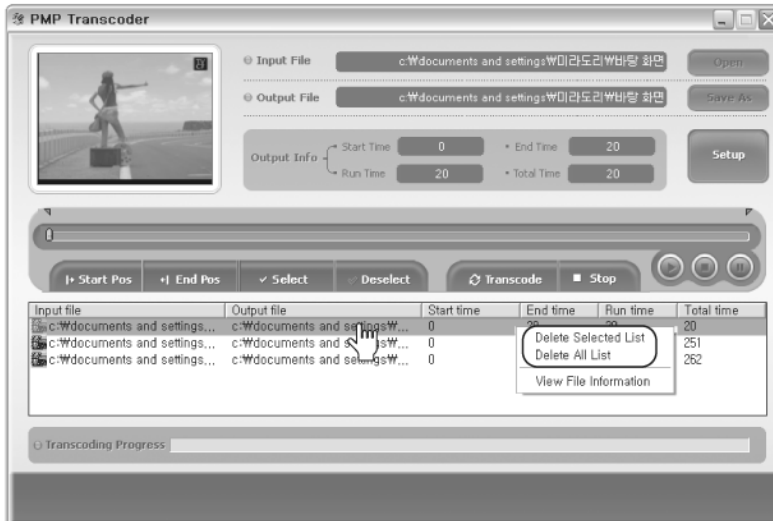 PMP Transcoder
Input File
c:₩documents and settings₩미라도리₩바탕 화면
Open
Output File
c:₩documents and settings₩미라도리₩바탕 화면
Save As
Output Info
Start Time
0
End Time
20
Run Time
20
Total Time
20
Setup
Start Pos
End Pos
Select
Deselect
Transcode
Stop
Input file Output file Start time End time Run time Total time
c:₩documents and settings... c:₩documents and settings₩... 0 20
c:₩documents and settings... 0 251
c:₩documents and settings... 0 262
Delete Selected List
Delete All List
View File Information
Transcoding Progress